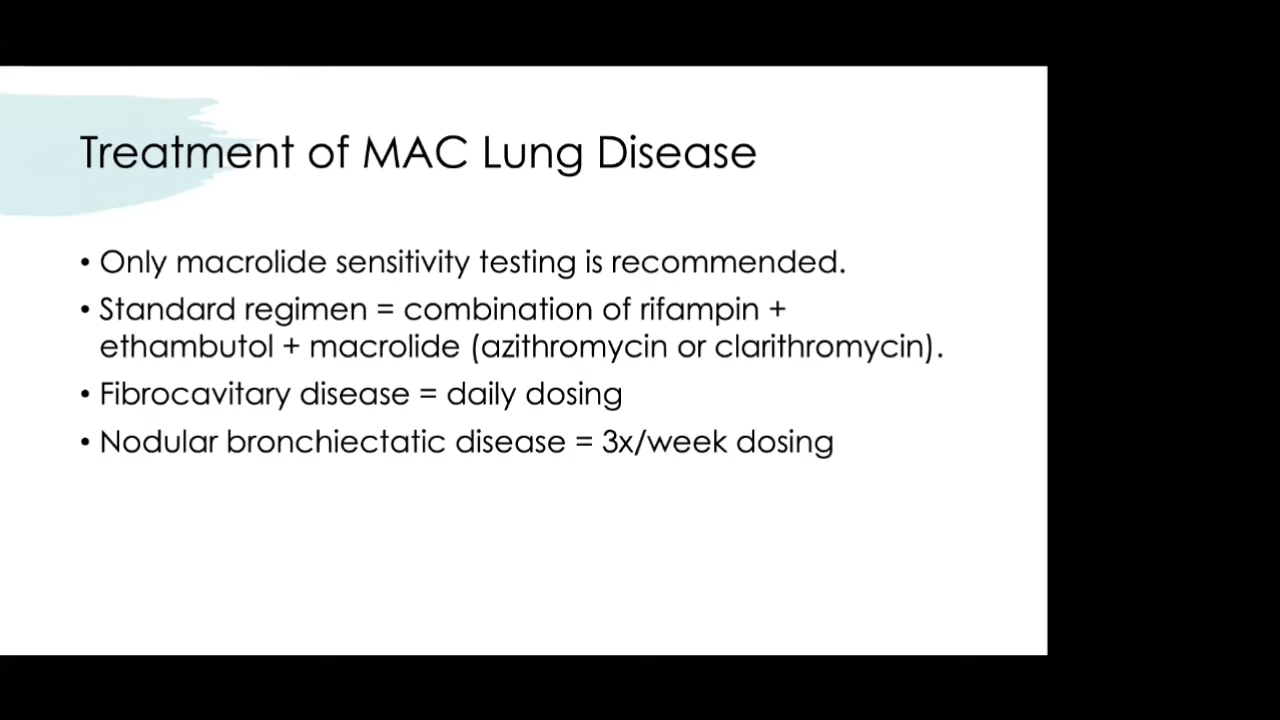 Treatment of MAC Lung Disease
• Only macrolide sensitivity testing is recommended.
• Standard regimen = combination of rifampin +
ethambutol + macrolide (azithromycin or clarithromycin).
• Fibrocavitary disease = daily dosing
• Nodular bronchiectatic disease = 3x/week dosing